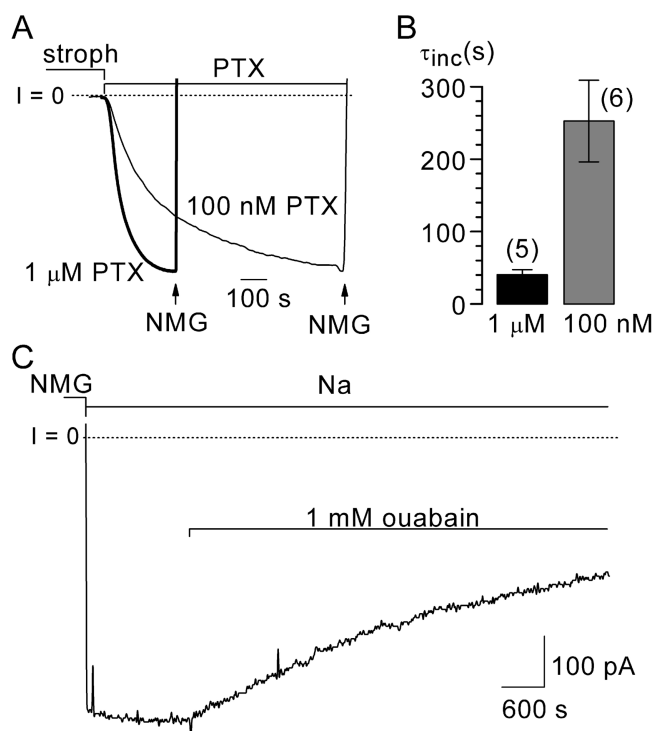 A
stroph
PTX
I = 0
100 nM PTX
1 μM PTX
100 s
NMG
NMG
B
τinc(s)
300
200
100
0
(6)
(5)
1 μM
100 nM
C
NMG
Na
I = 0
1 mM ouabain
100 pA
600 s